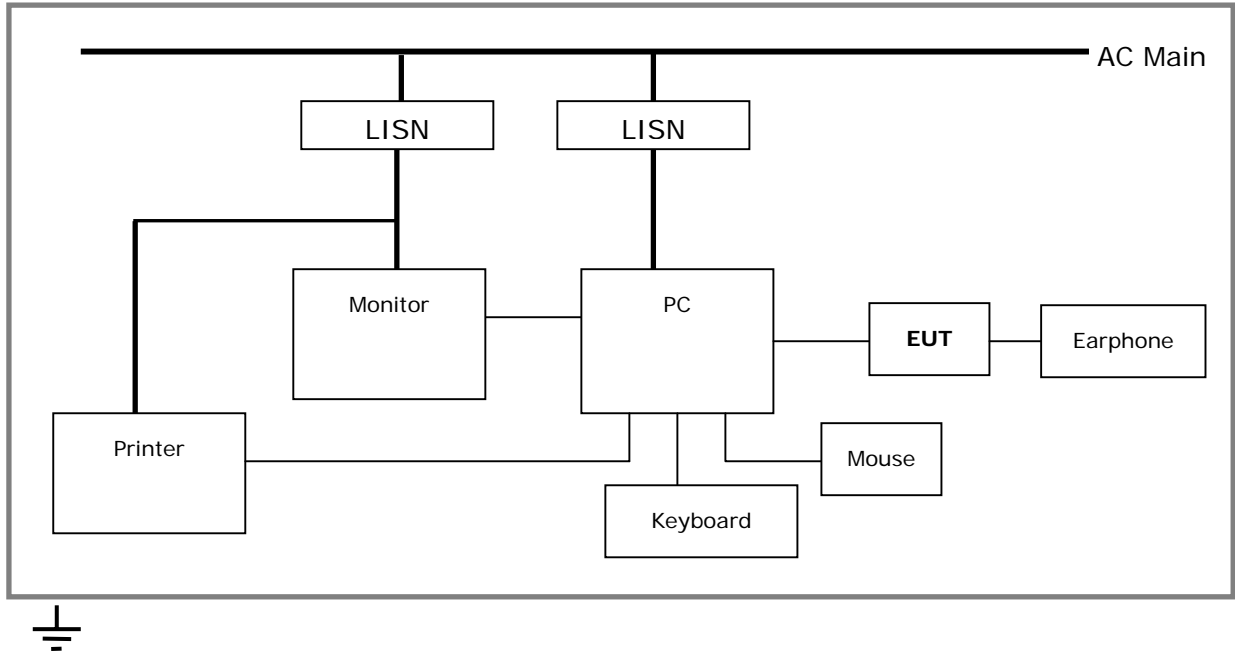 AC Main
LISN
LISN
Monitor
PC
EUT
Earphone
Printer
Mouse
Keyboard